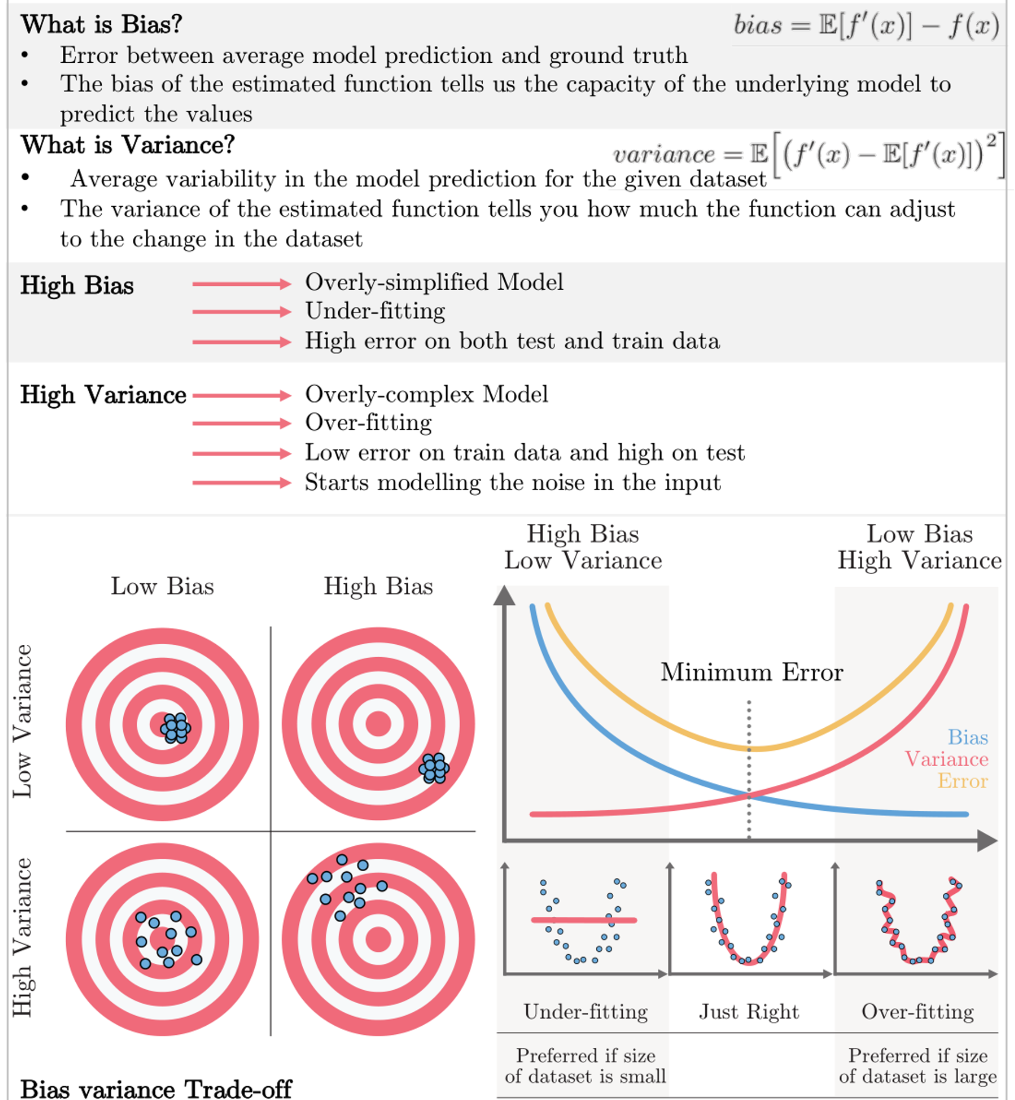 What is Bias?
bias = 𝔼[f′(x)] − f(x)
• Error between average model prediction and ground truth
• The bias of the estimated function tells us the capacity of the underlying model to
predict the values
What is Variance?
variance = 𝔼[(f′(x) − 𝔼[f′(x)])²]
• Average variability in the model prediction for the given dataset
• The variance of the estimated function tells you how much the function can adjust
to the change in the dataset
High Bias
Overly-simplified Model
Under-fitting
High error on both test and train data
High Variance
Overly-complex Model
Over-fitting
Low error on train data and high on test
Starts modelling the noise in the input
Low Bias
High Bias
Low Variance
High Variance
High Bias
Low Variance
Low Bias
High Variance
Minimum Error
Bias
Variance
Error
Under-fitting
Just Right
Over-fitting
Preferred if size
of dataset is small
Preferred if size
of dataset is large
Bias variance Trade-off